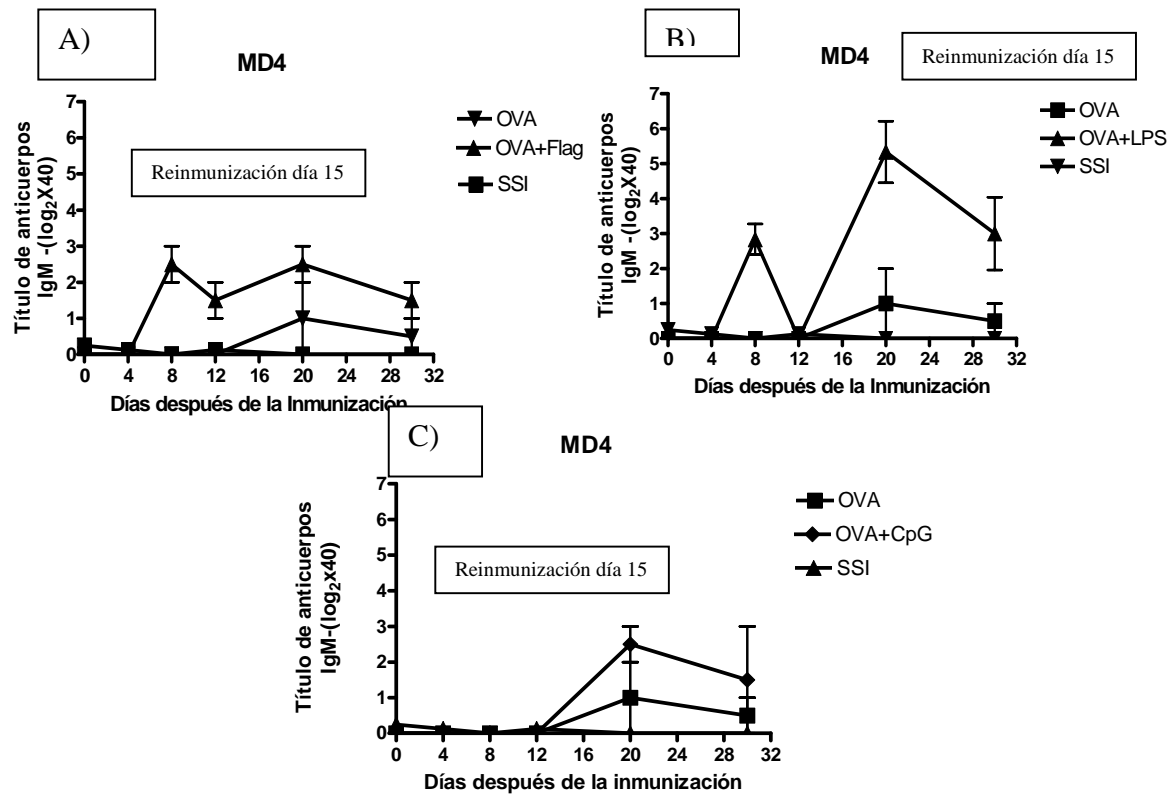 A)
MD4
OVA
OVA+Flag
SSI
Reinmunización día 15
Título de anticuerpos
IgM -(log₂X40)
7
6
5
4
3
2
1
0
0 4 8 12 16 20 24 28 32
Días después de la Inmunización
B)
MD4
Reinmunización día 15
OVA
OVA+LPS
SSI
Título de anticuerpos
IgM -(log₂X40)
7
6
5
4
3
2
1
0
0 4 8 12 16 20 24 28 32
Días después de la Inmunización
C)
MD4
OVA
OVA+CpG
SSI
Reinmunización día 15
Título de anticuerpos
IgM-(log₂x40)
7
6
5
4
3
2
1
0
0 4 8 12 16 20 24 28 32
Días después de la inmunización